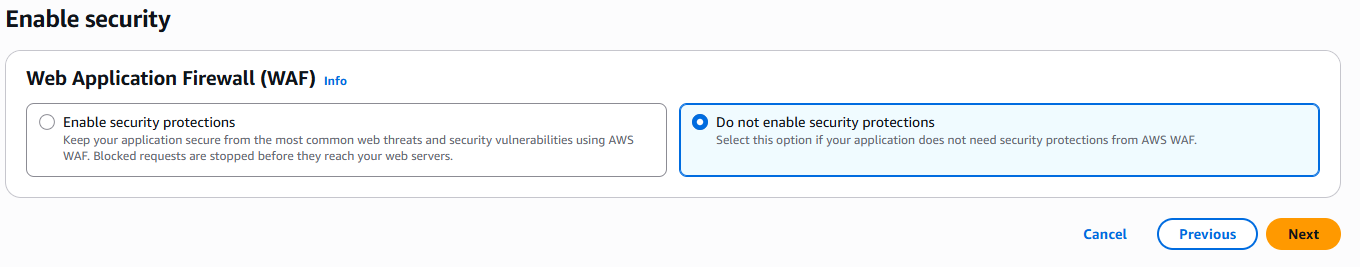 Enable security
Web Application Firewall (WAF) Info
Enable security protections
Keep your application secure from the most common web threats and security vulnerabilities using AWS
WAF. Blocked requests are stopped before they reach your web servers.
Do not enable security protections
Select this option if your application does not need security protections from AWS WAF.
Cancel
Previous
Next